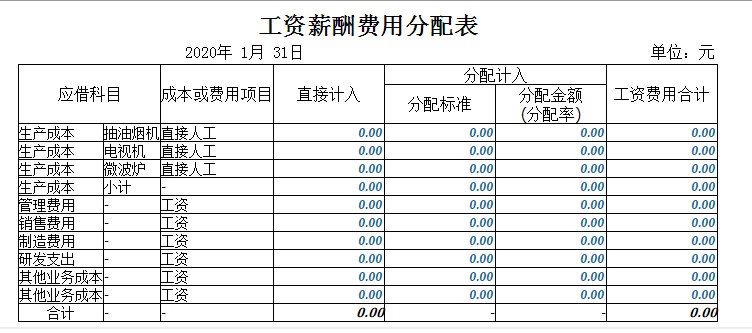 工资薪酬费用分配表
2020年 1月 31日 单位：元
应借科目 成本或费用项目 直接计入 分配计入 工资费用合计
分配标准 分配金额
(分配率)
生产成本 抽油烟机 直接人工 0.00 0.00 0.00 0.00
生产成本 电视机 直接人工 0.00 0.00 0.00 0.00
生产成本 微波炉 直接人工 0.00 0.00 0.00 0.00
生产成本 小计 - 0.00 0.00 0.00 0.00
管理费用 - 工资 0.00 0.00 0.00 0.00
销售费用 - 工资 0.00 0.00 0.00 0.00
制造费用 - 工资 0.00 0.00 0.00 0.00
研发支出 - 工资 0.00 0.00 0.00 0.00
其他业务成本 - 工资 0.00 0.00 0.00 0.00
其他业务成本 - 工资 0.00 0.00 0.00 0.00
合计 - - 0.00 - - 0.00